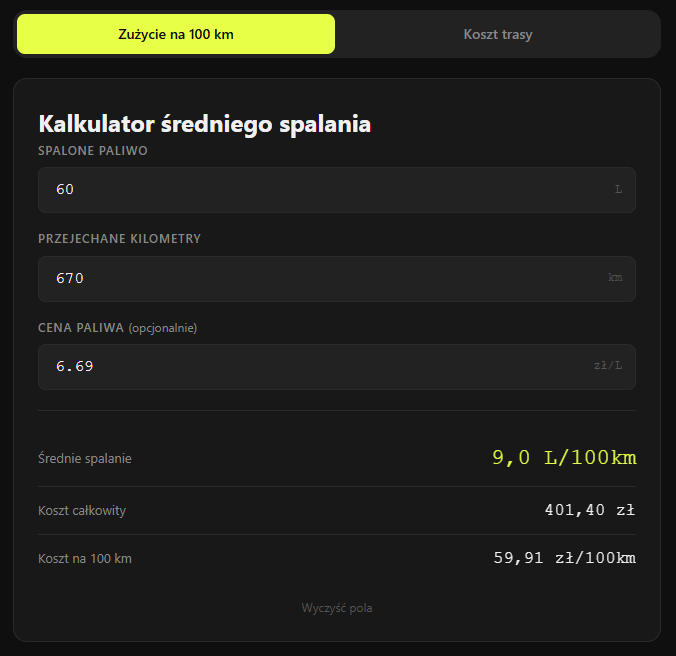 Zużycie na 100 km
Koszt trasy
Kalkulator średniego spalania
SPALONE PALIWO
60 L
PRZEJECHANE KILOMETRY
670 km
CENA PALIWA (opcjonalnie)
6.69 zł/L
Średnie spalanie 9,0 L/100km
Koszt całkowity 401,40 zł
Koszt na 100 km 59,91 zł/100km
Wyczyść pola